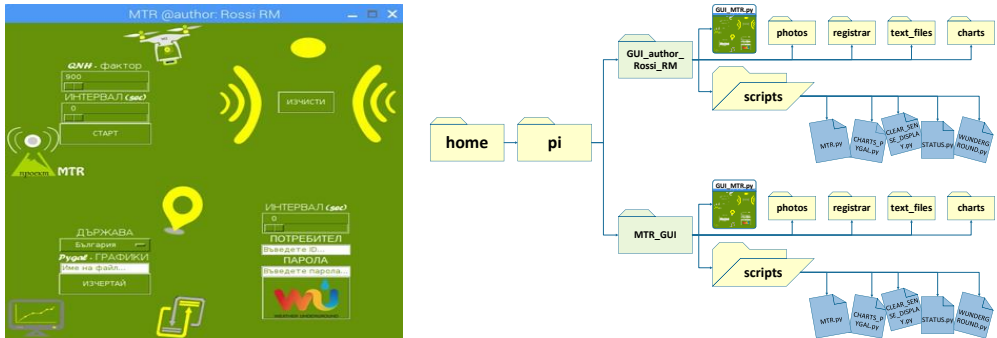 MTR @author: Rossi RM
QNH - фактор
900
ИНТЕРВАЛ (sec)
0
СТАРТ
ИЗЧИСТИ
проект
MTR
ДЪРЖАВА
България
Pygal - ГРАФИКИ
Име на файл...
ИЗЧЕРТАЙ
ИНТЕРВАЛ (sec)
0
ПОТРЕБИТЕЛ
Въведете ID...
ПАРОЛА
Въведете парола...
WEATHER UNDERGROUND
home
pi
GUI_author_
Rossi_RM
GUI_MTR.py
photos
registrar
text_files
charts
scripts
MTR.py
CHARTS_P
YGAL.py
CLEAR_SEN
SE_DISPLA
Y.py
STATUS.py
WUNDERG
ROUND.py
MTR_GUI
GUI_MTR.py
photos
registrar
text_files
charts
scripts
MTR.py
CHARTS_P
YGAL.py
CLEAR_SEN
SE_DISPLA
Y.py
STATUS.py
WUNDERG
ROUND.py